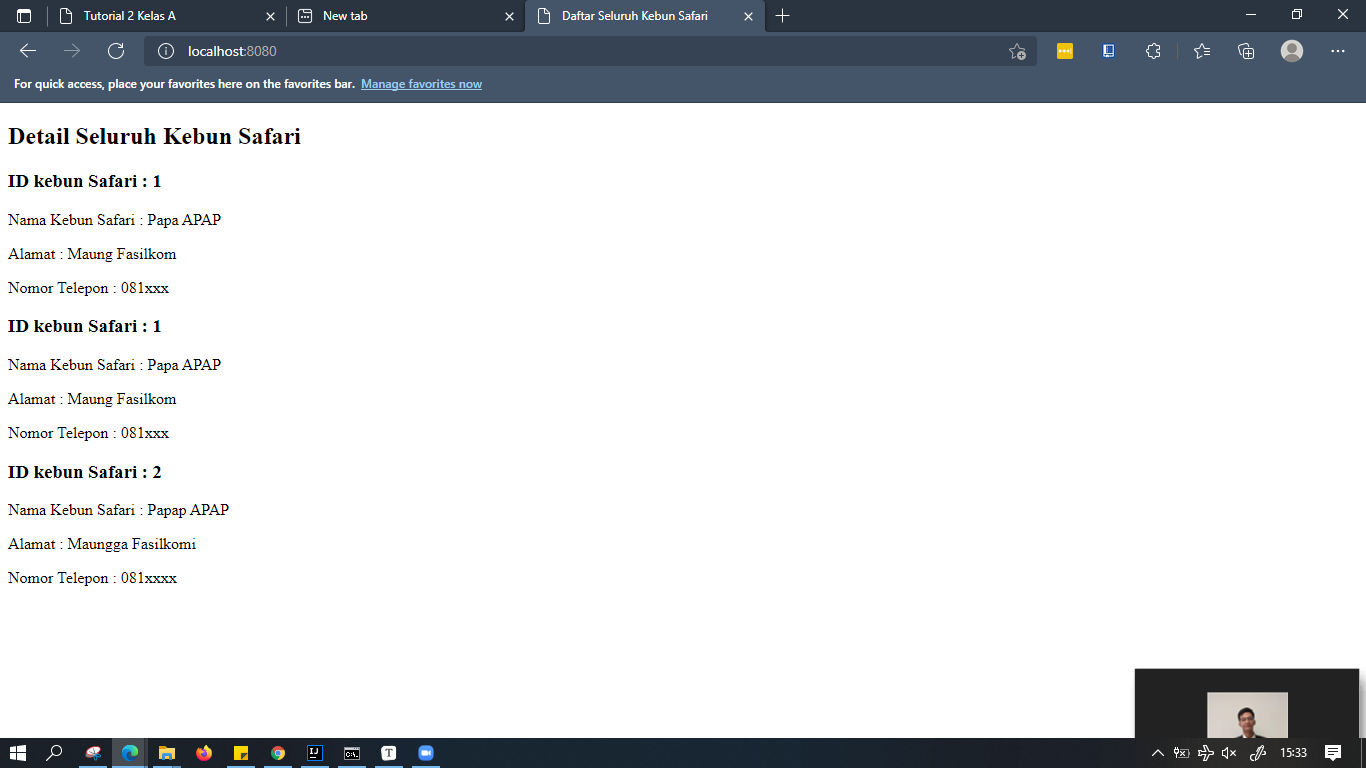 Tutorial 2 Kelas A
New tab
Daftar Seluruh Kebun Safari
localhost:8080
For quick access, place your favorites here on the favorites bar. Manage favorites now
Detail Seluruh Kebun Safari
ID kebun Safari : 1
Nama Kebun Safari : Papa APAP
Alamat : Maung Fasilkom
Nomor Telepon : 081xxx
ID kebun Safari : 1
Nama Kebun Safari : Papa APAP
Alamat : Maung Fasilkom
Nomor Telepon : 081xxx
ID kebun Safari : 2
Nama Kebun Safari : Papap APAP
Alamat : Maungga Fasilkomi
Nomor Telepon : 081xxxx
IJ
C:\.
T
15:33